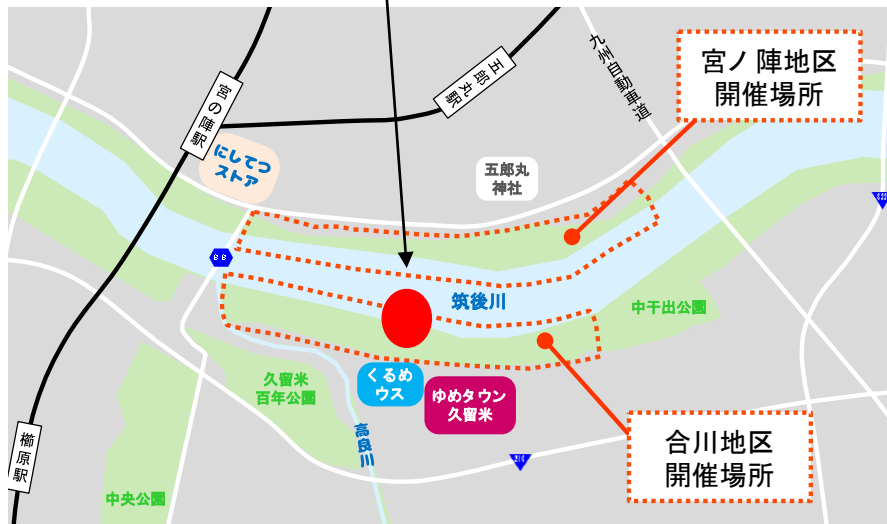 宮ノ陣地区
開催場所
九州自動車道
五郎丸駅
宮の陣駅
にしてつ
ストア
五郎丸
神社
筑後川
中干出公園
くるめ
ウス
ゆめタウン
久留米
久留米
百年公園
高良川
合川地区
開催場所
櫛原駅
中央公園